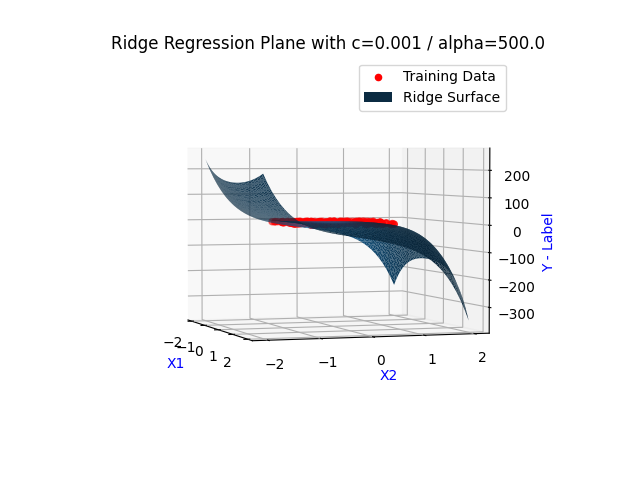 Ridge Regression Plane with c=0.001 / alpha=500.0
Training Data
Ridge Surface
200
100
0
−100
−200
−300
Y - Label
−2
−1
0
1
2
X1
−2
−1
0
1
2
X2